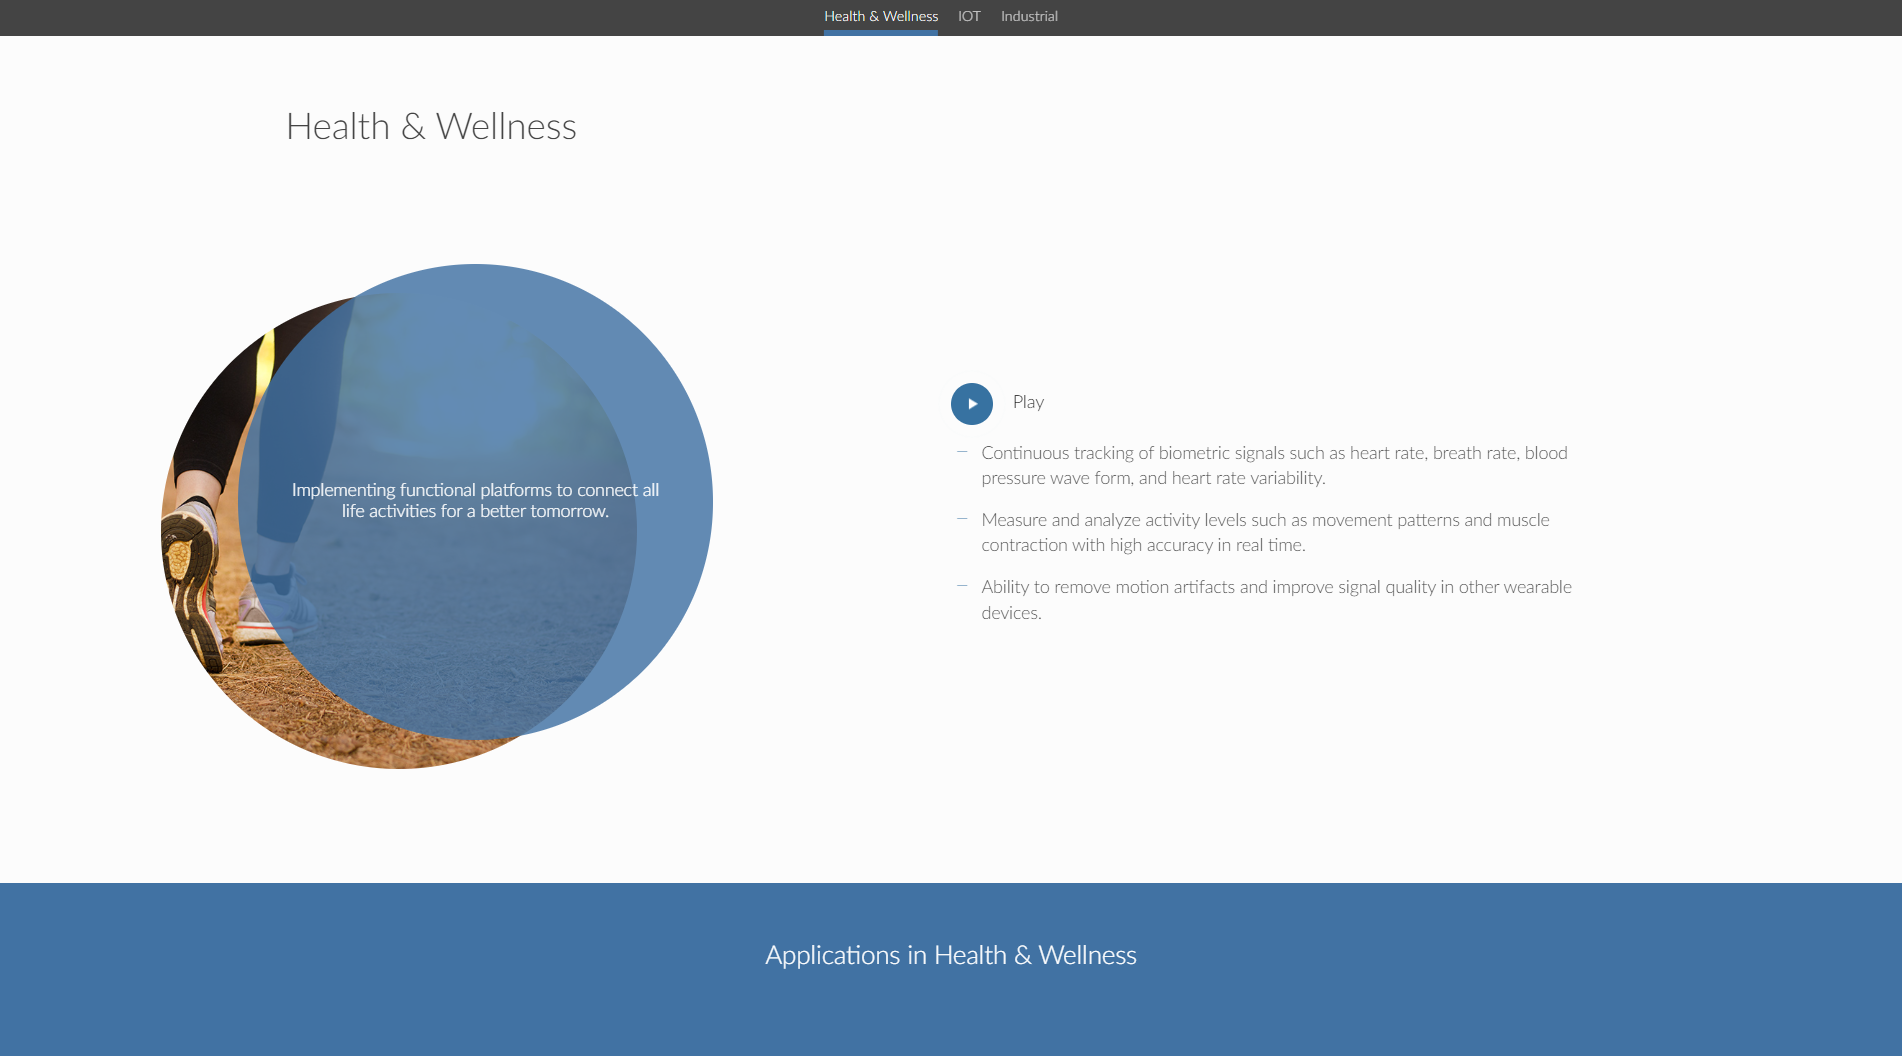 Health & Wellness IOT Industrial
Health & Wellness
Implementing functional platforms to connect all
life activities for a better tomorrow.
Play
Continuous tracking of biometric signals such as heart rate, breath rate, blood
pressure wave form, and heart rate variability.
Measure and analyze activity levels such as movement patterns and muscle
contraction with high accuracy in real time.
Ability to remove motion artifacts and improve signal quality in other wearable
devices.
Applications in Health & Wellness